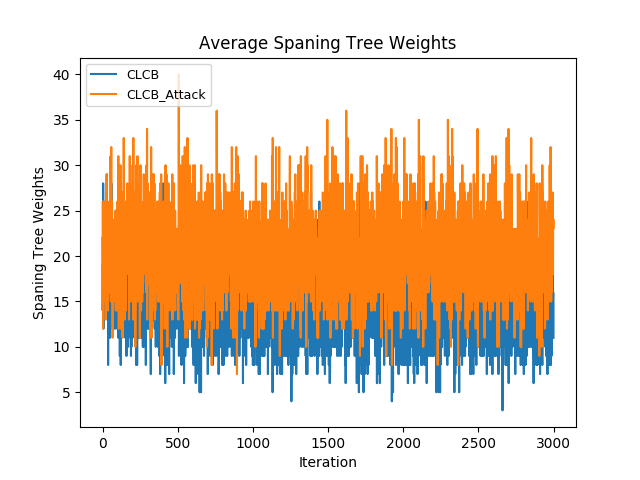 Average Spaning Tree Weights
CLCB
CLCB_Attack
Spaning Tree Weights
40
35
30
25
20
15
10
5
0 500 1000 1500 2000 2500 3000
Iteration